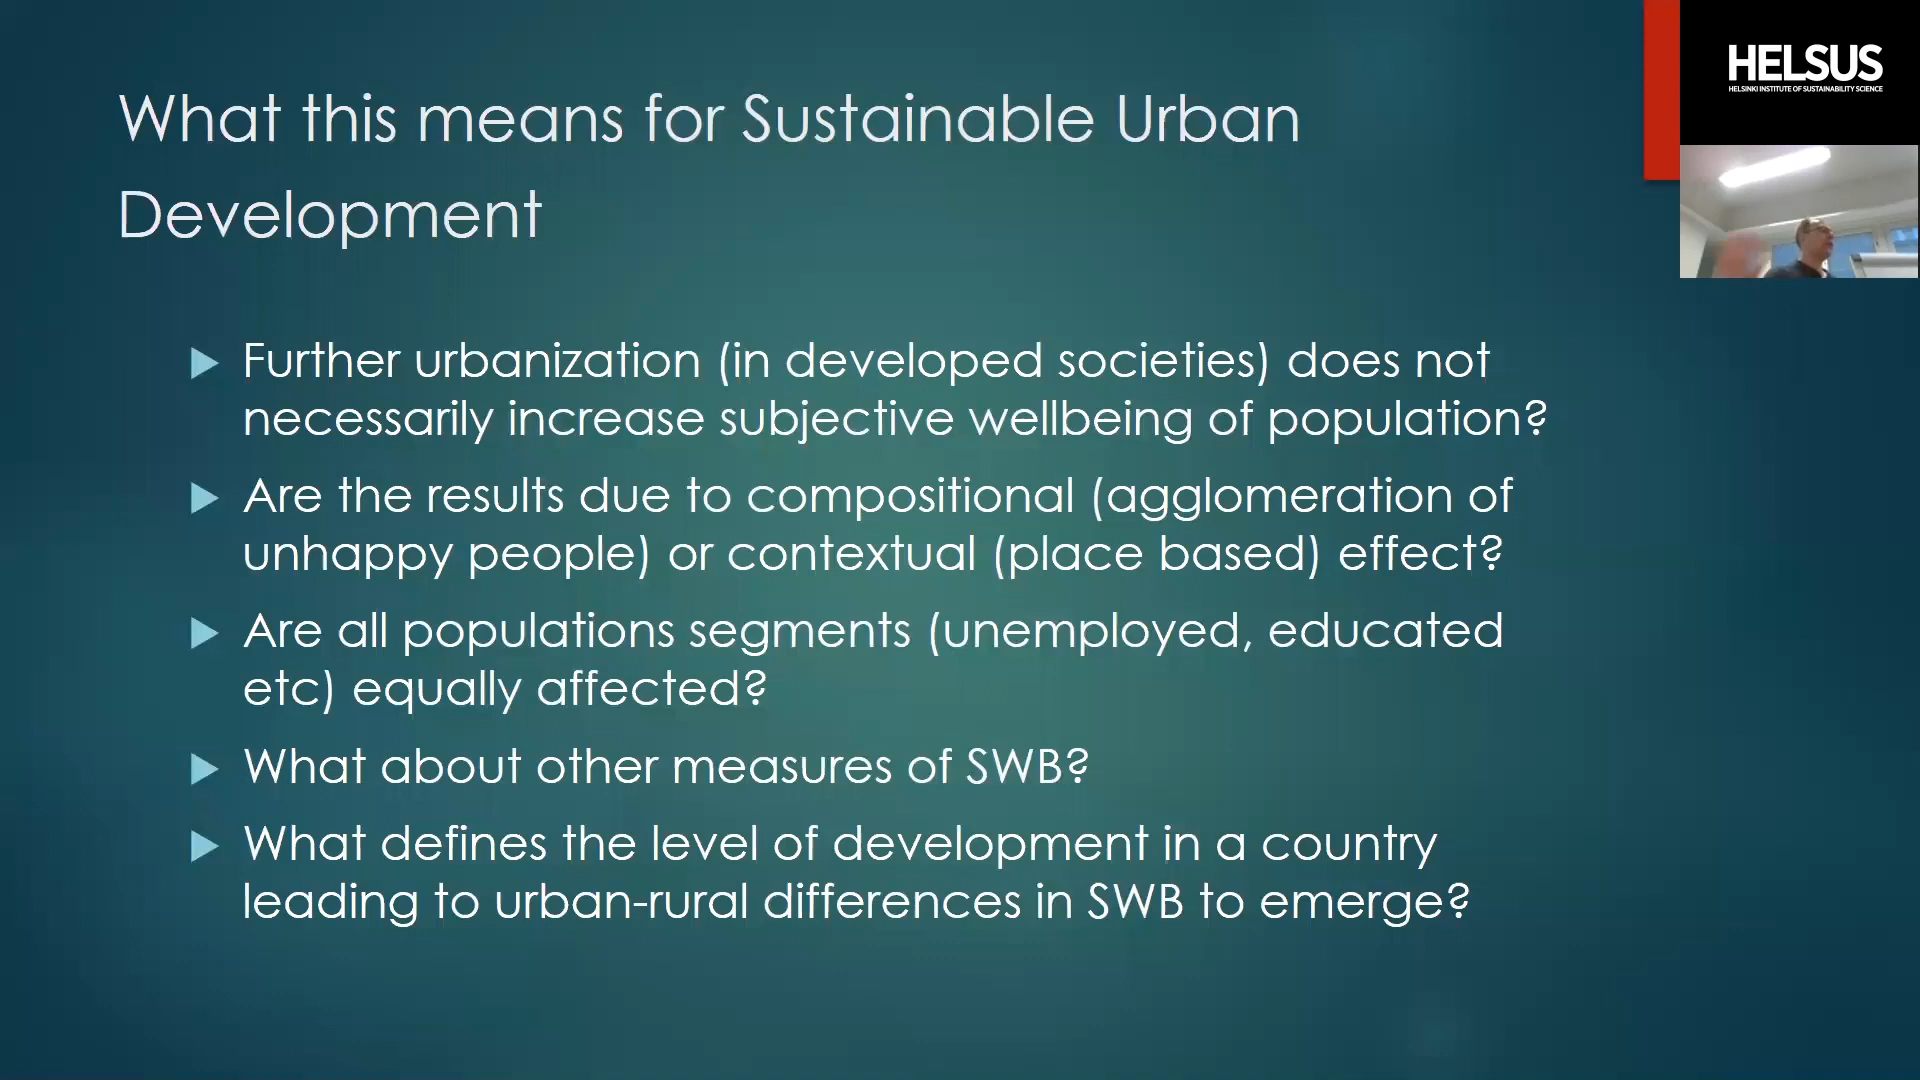 What this means for Sustainable Urban
Development
Further urbanization (in developed societies) does not
necessarily increase subjective wellbeing of population?
Are the results due to compositional (agglomeration of
unhappy people) or contextual (place based) effect?
Are all populations segments (unemployed, educated
etc) equally affected?
What about other measures of SWB?
What defines the level of development in a country
leading to urban-rural differences in SWB to emerge?
HELSUS
HELSINKI INSTITUTE OF SUSTAINABILITY SCIENCE